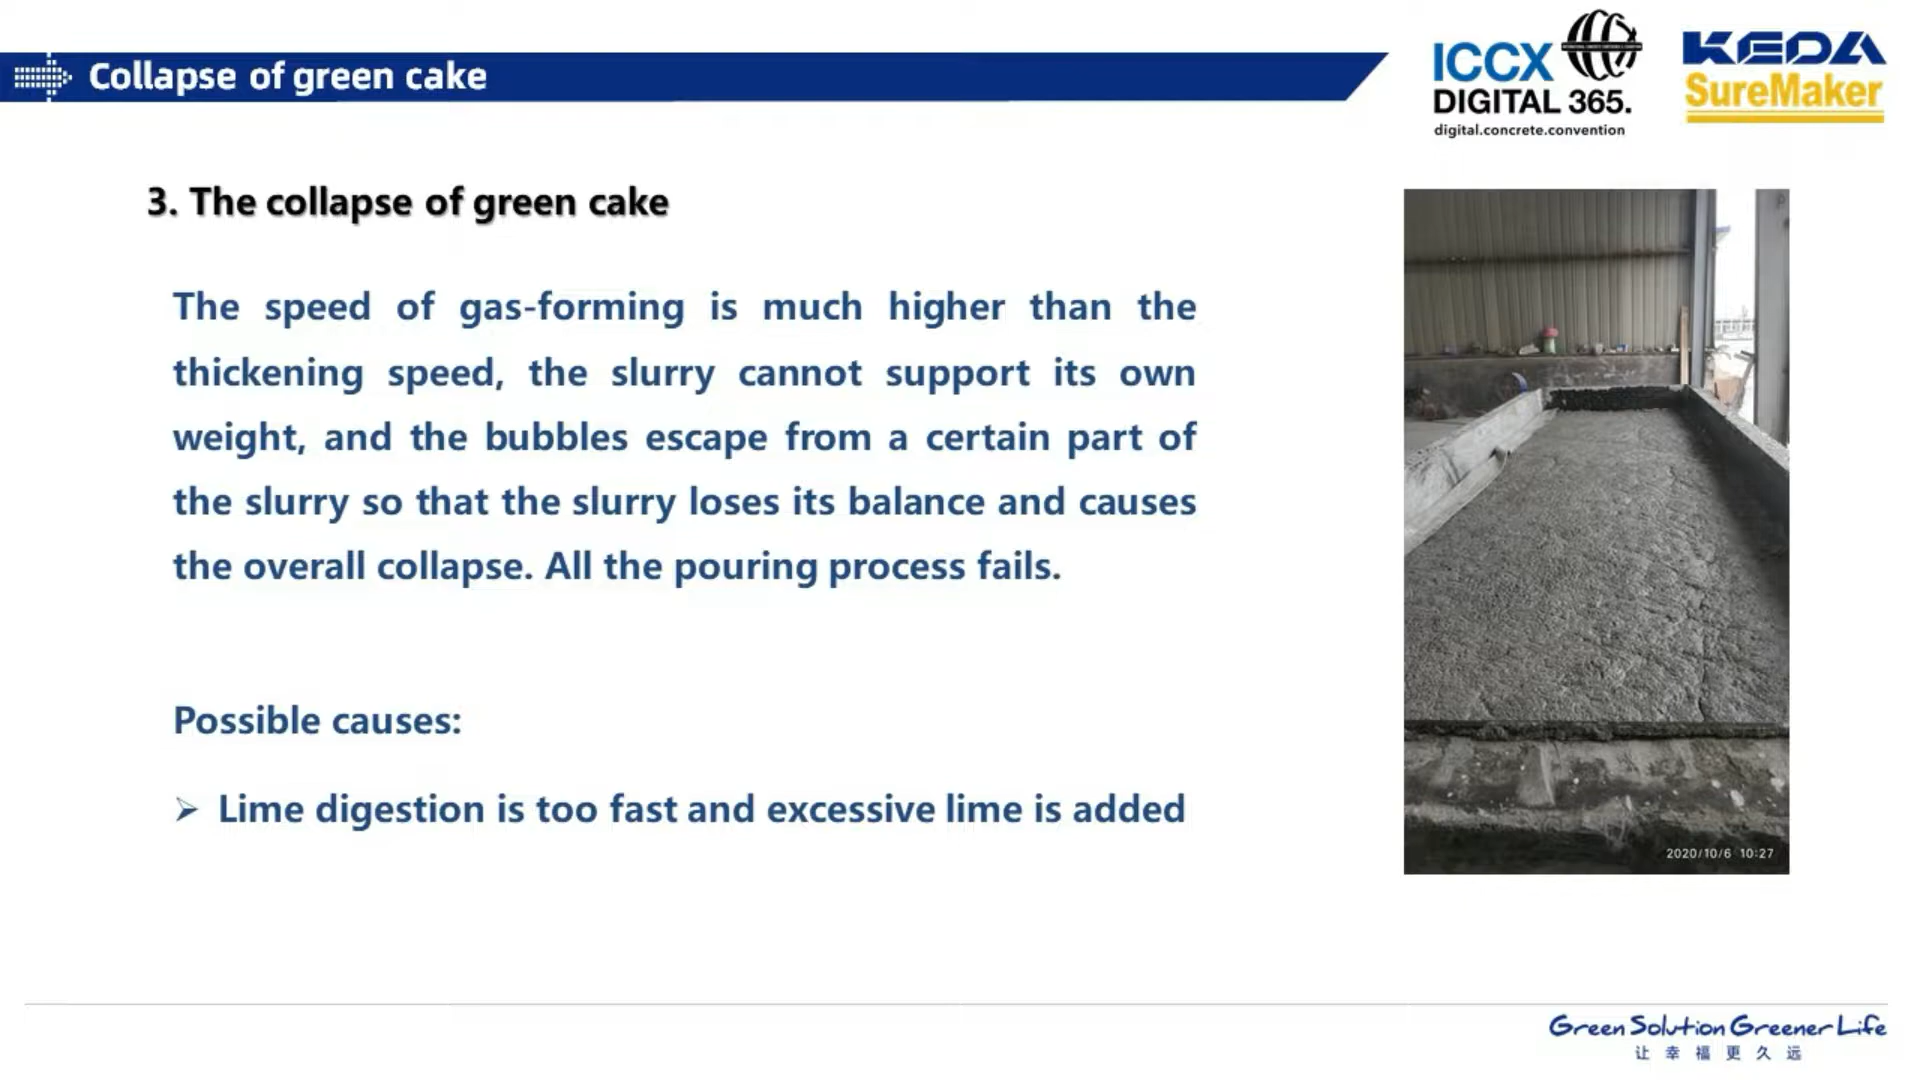 Collapse of green cake
ICCX
DIGITAL 365.
digital.concrete.convention
KEDA
SureMaker
3. The collapse of green cake
The speed of gas-forming is much higher than the
thickening speed, the slurry cannot support its own
weight, and the bubbles escape from a certain part of
the slurry so that the slurry loses its balance and causes
the overall collapse. All the pouring process fails.
Possible causes:
➢ Lime digestion is too fast and excessive lime is added
2020/10/6 10:27
Green Solution Greener Life
让幸福更久远